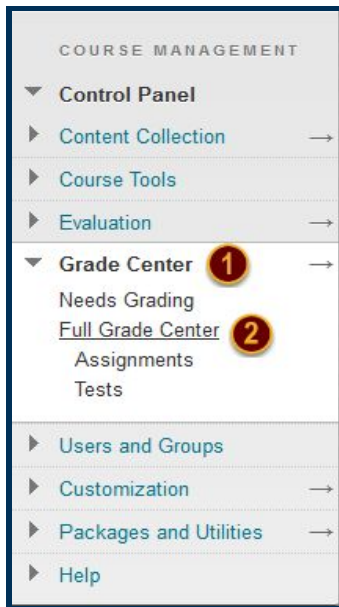 COURSE MANAGEMENT
Control Panel
Content Collection
Course Tools
Evaluation
Grade Center 1
Needs Grading
Full Grade Center 2
Assignments
Tests
Users and Groups
Customization
Packages and Utilities
Help